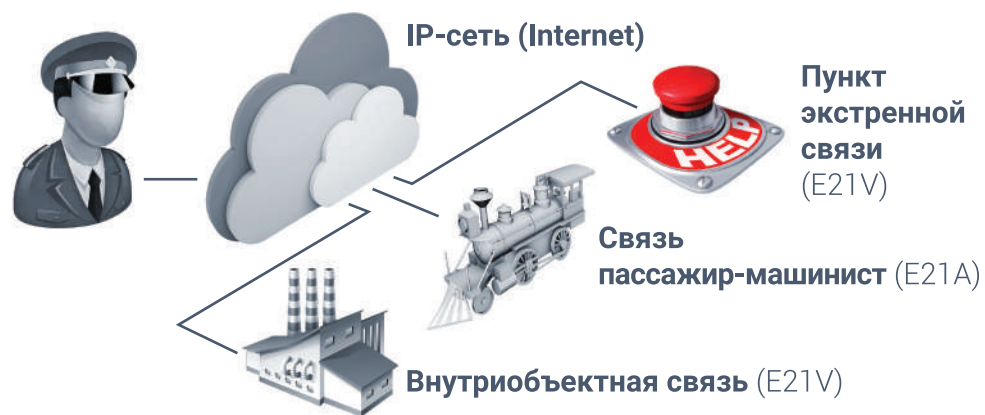 IP-сеть (Internet)
Пункт
экстренной
связи
(E21V)
HELP
Связь
пассажир-машинист (E21A)
Внутриобъектная связь (E21V)